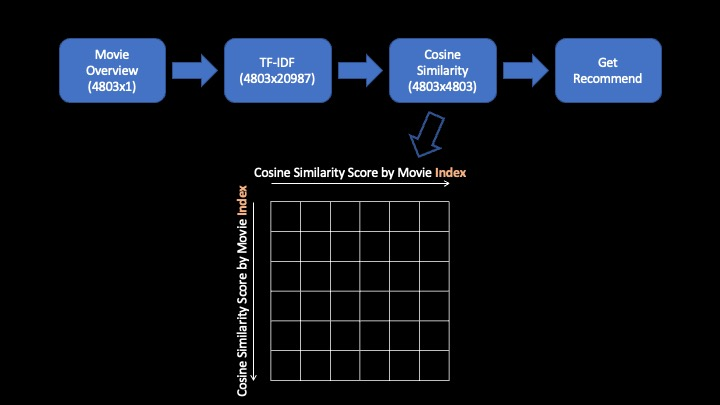 Movie
Overview
(4803x1)
TF-IDF
(4803x20987)
Cosine
Similarity
(4803x4803)
Get
Recommend
Cosine Similarity Score by Movie Index
Cosine Similarity Score by Movie Index